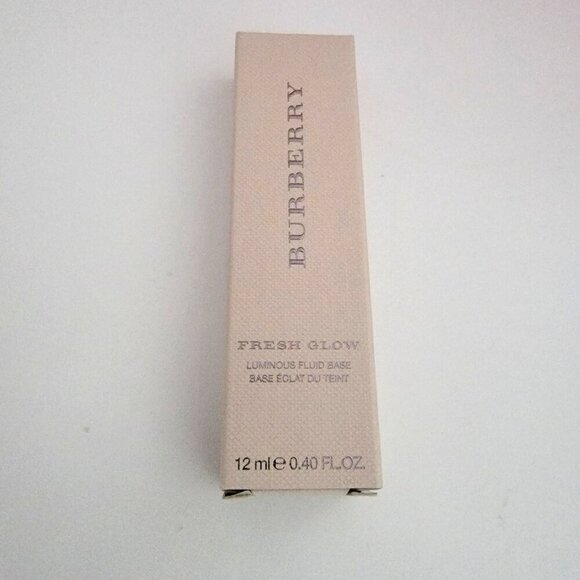 BURBERRY
FRESH GLOW
LUMINOUS FLUID BASE
BASE ÉCLAT DU TEINT
12 ml e 0.40 FL.OZ.